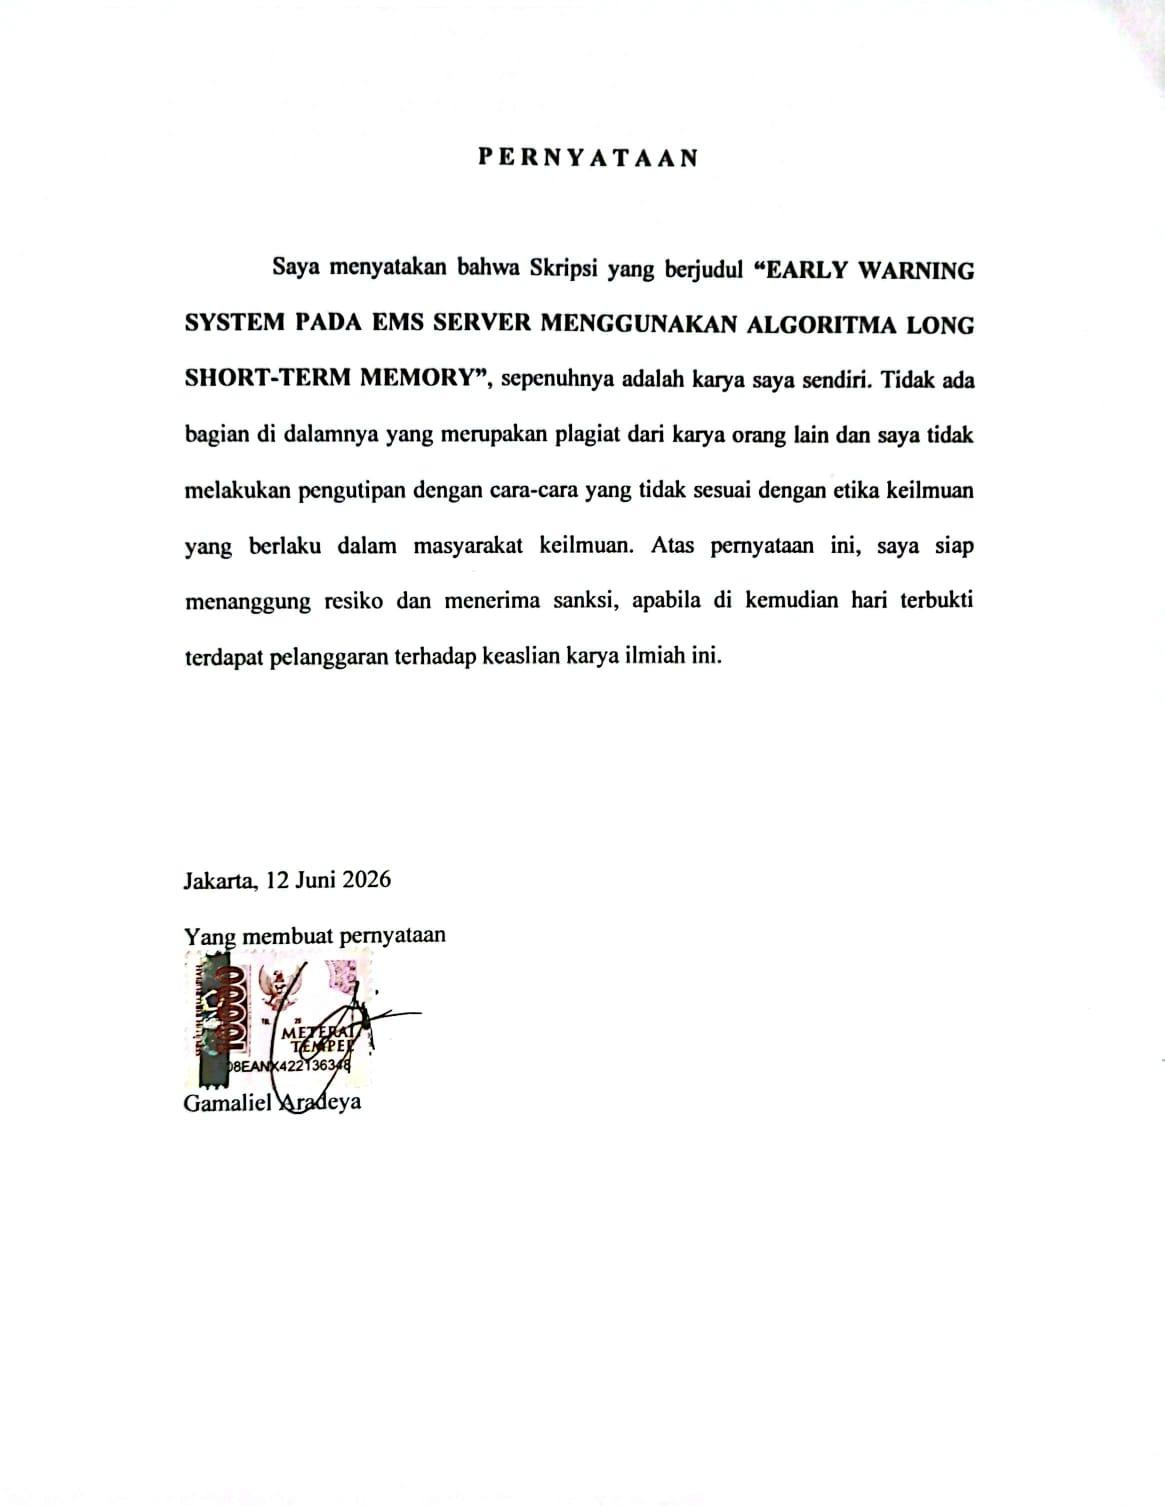 PERNYATAAN
Saya menyatakan bahwa Skripsi yang berjudul “EARLY WARNING
SYSTEM PADA EMS SERVER MENGGUNAKAN ALGORITMA LONG
SHORT-TERM MEMORY”, sepenuhnya adalah karya saya sendiri. Tidak ada
bagian di dalamnya yang merupakan plagiat dari karya orang lain dan saya tidak
melakukan pengutipan dengan cara-cara yang tidak sesuai dengan etika keilmuan
yang berlaku dalam masyarakat keilmuan. Atas pernyataan ini, saya siap
menanggung resiko dan menerima sanksi, apabila di kemudian hari terbukti
terdapat pelanggaran terhadap keaslian karya ilmiah ini.
Jakarta, 12 Juni 2026
Yang membuat pernyataan
10000
METERAI
TEMPEL
08EANX422136348
Gamaliel Aradeya